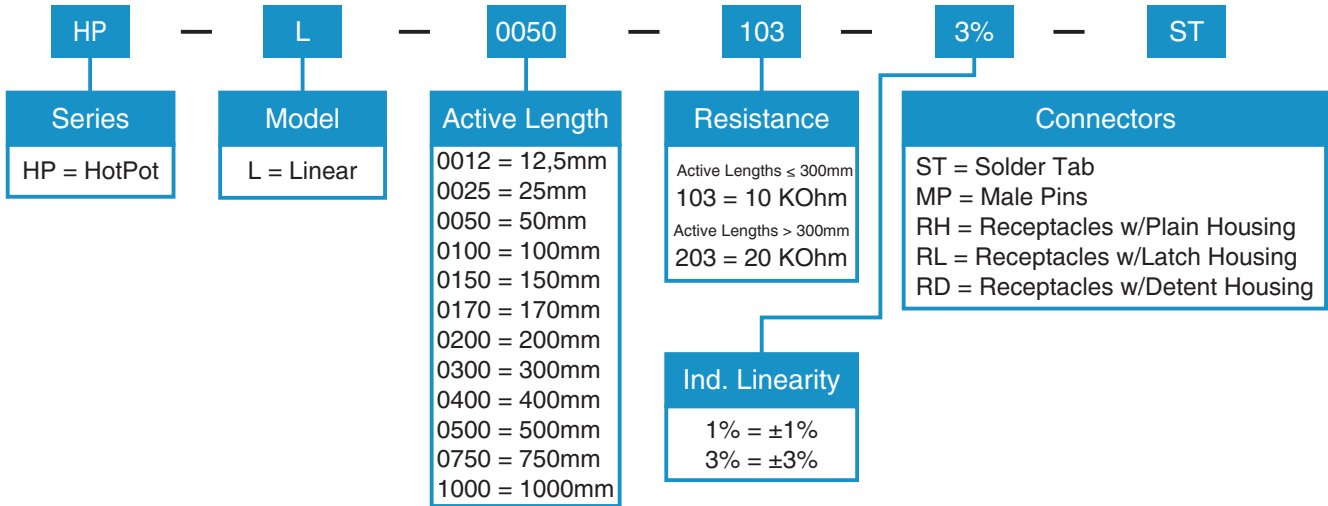 HP — L — 0050 — 103 — 3% — ST
Series
HP = HotPot
Model
L = Linear
Active Length
0012 = 12,5mm
0025 = 25mm
0050 = 50mm
0100 = 100mm
0150 = 150mm
0170 = 170mm
0200 = 200mm
0300 = 300mm
0400 = 400mm
0500 = 500mm
0750 = 750mm
1000 = 1000mm
Resistance
Active Lengths ≤ 300mm
103 = 10 KOhm
Active Lengths > 300mm
203 = 20 KOhm
Ind. Linearity
1% = ±1%
3% = ±3%
Connectors
ST = Solder Tab
MP = Male Pins
RH = Receptacles w/Plain Housing
RL = Receptacles w/Latch Housing
RD = Receptacles w/Detent Housing